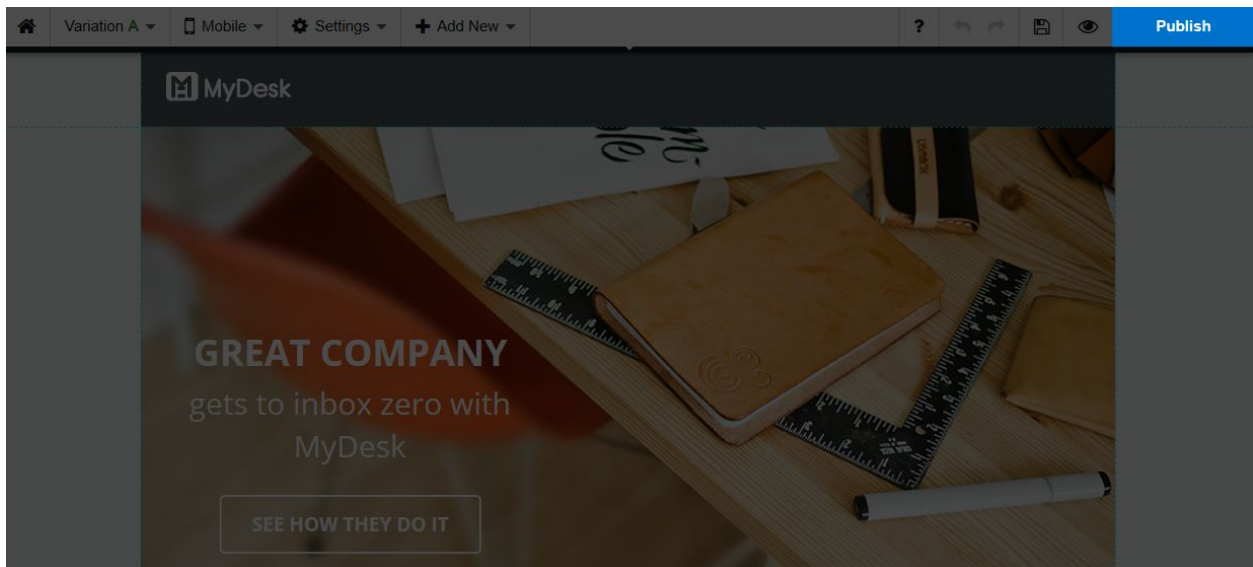 Variation A Mobile Settings Add New ? Publish
MyDesk
GREAT COMPANY
gets to inbox zero with
MyDesk
SEE HOW THEY DO IT